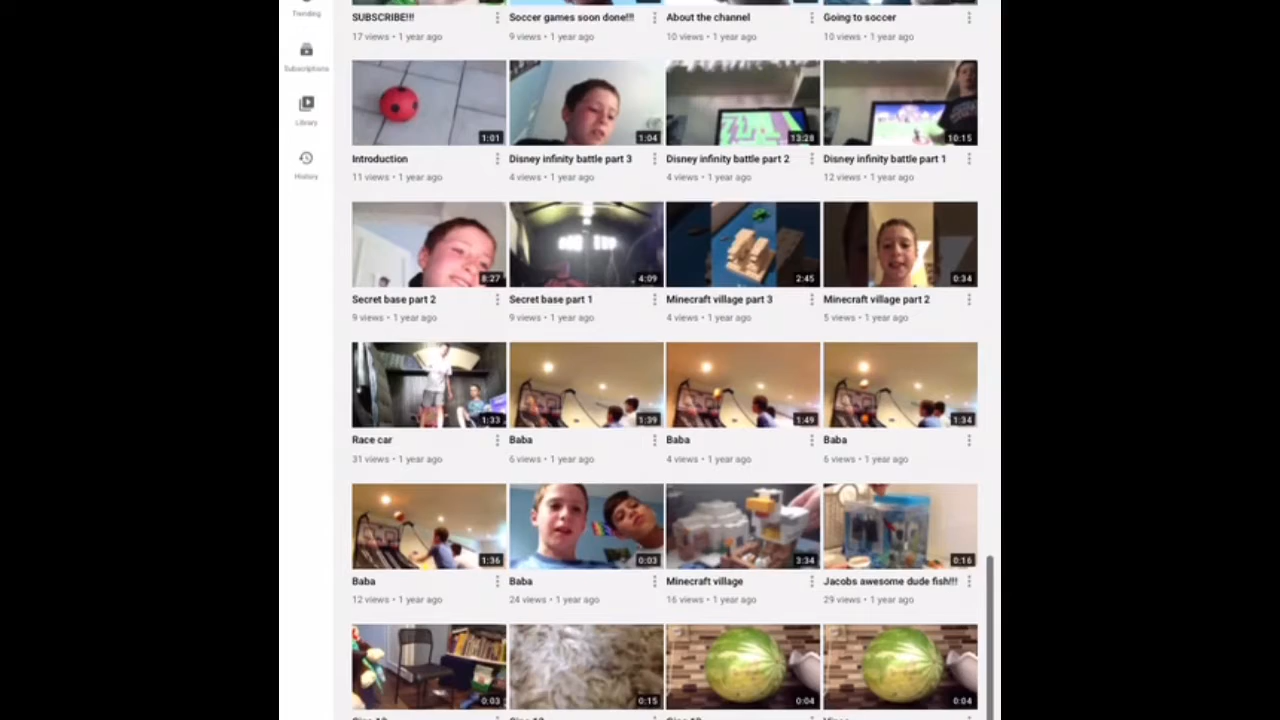 Trending
SUBSCRIBE!!!
17 views • 1 year ago
Soccer games soon done!!!
9 views • 1 year ago
About the channel
10 views • 1 year ago
Going to soccer
10 views • 1 year ago
Subscriptions
Library
History
1:01
Introduction
11 views • 1 year ago
1:04
Disney infinity battle part 3
4 views • 1 year ago
13:28
Disney infinity battle part 2
4 views • 1 year ago
10:15
Disney infinity battle part 1
12 views • 1 year ago
8:27
Secret base part 2
9 views • 1 year ago
4:09
Secret base part 1
9 views • 1 year ago
2:45
Minecraft village part 3
4 views • 1 year ago
0:34
Minecraft village part 2
5 views • 1 year ago
1:33
Race car
31 views • 1 year ago
1:39
Baba
6 views • 1 year ago
1:49
Baba
4 views • 1 year ago
1:34
Baba
6 views • 1 year ago
1:36
Baba
12 views • 1 year ago
0:03
Baba
24 views • 1 year ago
3:34
Minecraft village
16 views • 1 year ago
0:16
Jacobs awesome dude fish!!!
29 views • 1 year ago
0:03
0:15
0:04
0:04